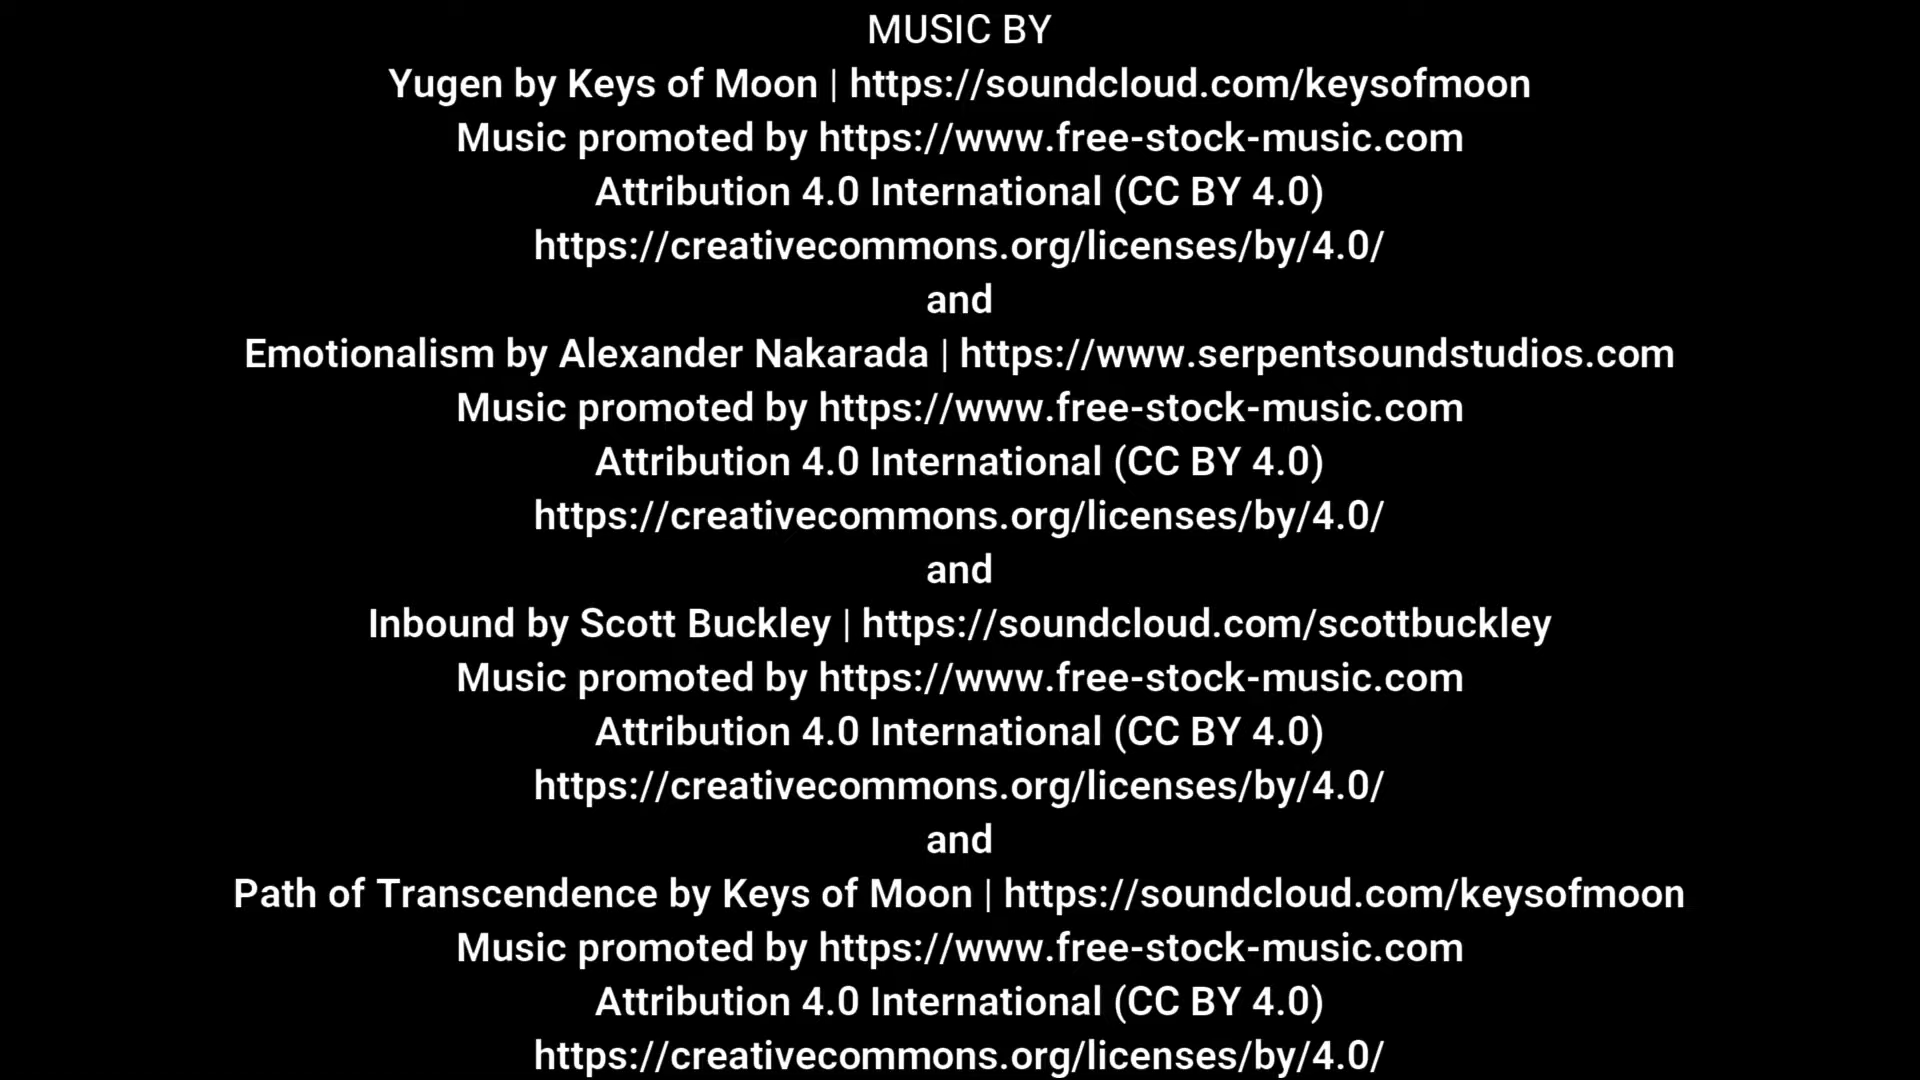 MUSIC BY
Yugen by Keys of Moon | https://soundcloud.com/keysofmoon
Music promoted by https://www.free-stock-music.com
Attribution 4.0 International (CC BY 4.0)
https://creativecommons.org/licenses/by/4.0/
and
Emotionalism by Alexander Nakarada | https://www.serpentsoundstudios.com
Music promoted by https://www.free-stock-music.com
Attribution 4.0 International (CC BY 4.0)
https://creativecommons.org/licenses/by/4.0/
and
Inbound by Scott Buckley | https://soundcloud.com/scottbuckley
Music promoted by https://www.free-stock-music.com
Attribution 4.0 International (CC BY 4.0)
https://creativecommons.org/licenses/by/4.0/
and
Path of Transcendence by Keys of Moon | https://soundcloud.com/keysofmoon
Music promoted by https://www.free-stock-music.com
Attribution 4.0 International (CC BY 4.0)
https://creativecommons.org/licenses/by/4.0/